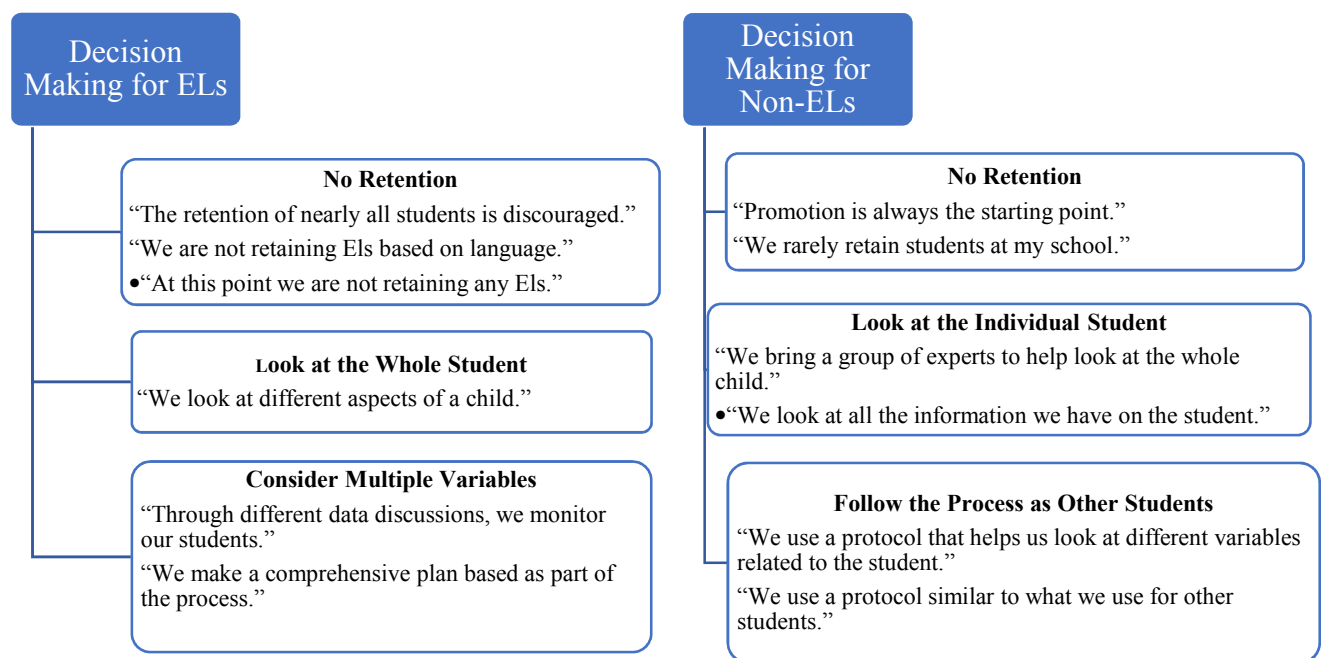 Decision
Making for ELs
No Retention
“The retention of nearly all students is discouraged.”
“We are not retaining Els based on language.”
•“At this point we are not retaining any Els.”
Look at the Whole Student
“We look at different aspects of a child.”
Consider Multiple Variables
“Through different data discussions, we monitor
our students.”
“We make a comprehensive plan based as part of
the process.”
Decision
Making for
Non-ELs
No Retention
“Promotion is always the starting point.”
“We rarely retain students at my school.”
Look at the Individual Student
“We bring a group of experts to help look at the whole
child.”
•“We look at all the information we have on the student.”
Follow the Process as Other Students
“We use a protocol that helps us look at different variables
related to the student.”
“We use a protocol similar to what we use for other
students.”